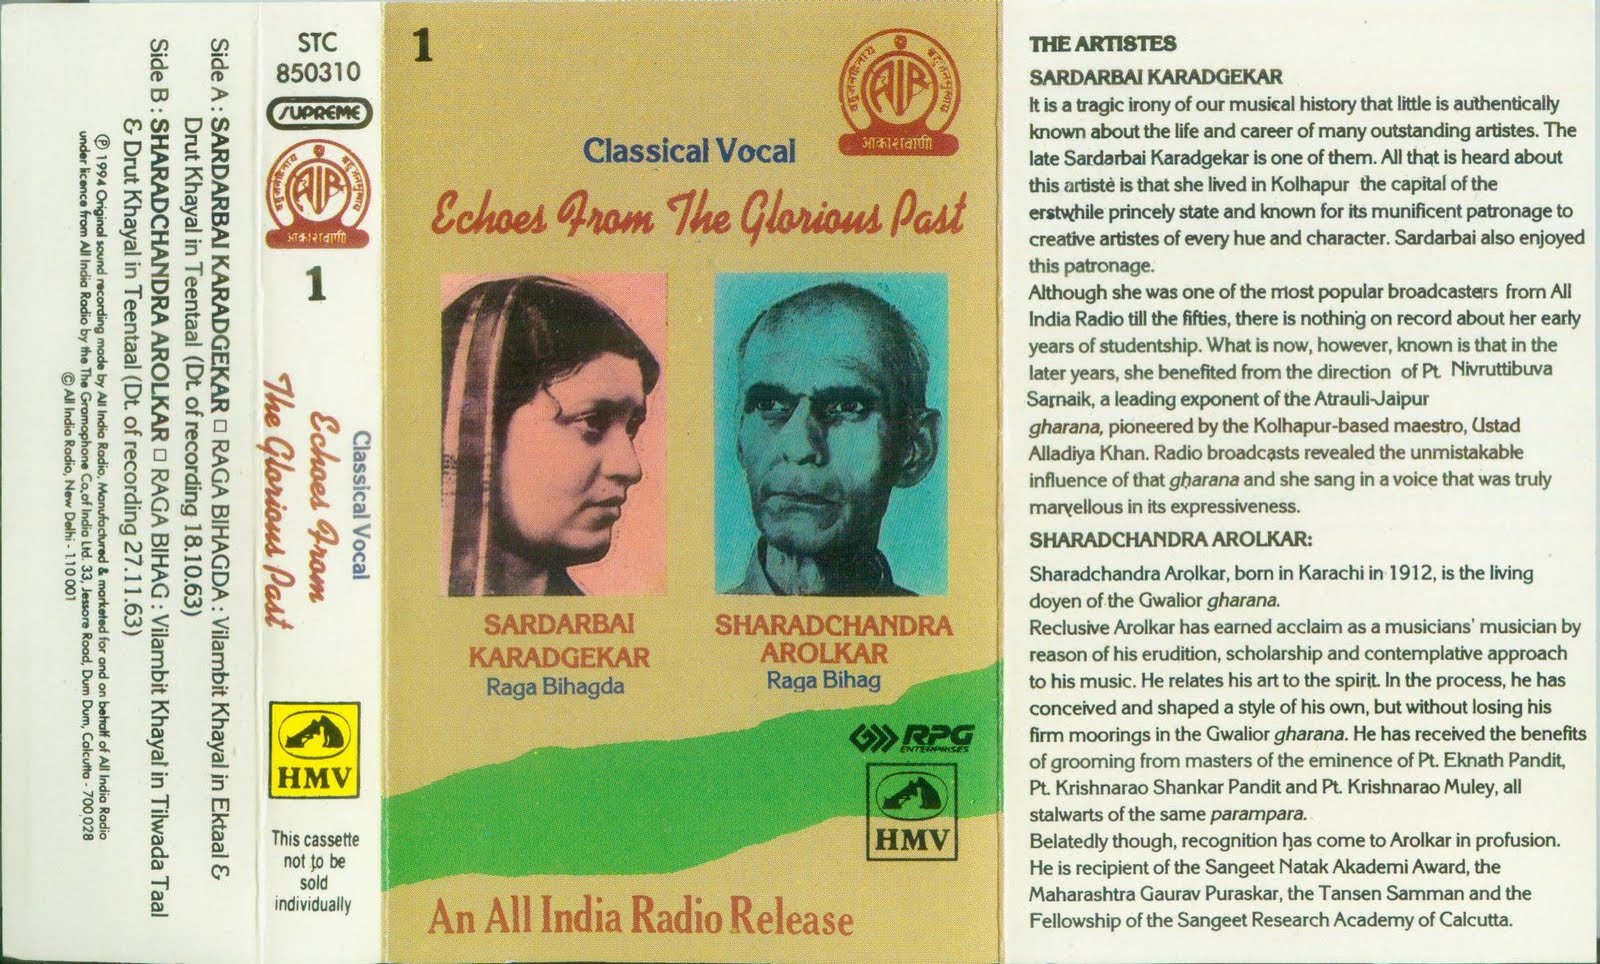 Side A : SARDARBAI KARADGEKAR □ RAGA BIHAGDA : Vilambit Khayal in Ektaal &
Drut Khayal in Teentaal (Dt. of recording 18.10.63)
Side B : SHARADCHANDRA AROLKAR □ RAGA BIHAG : Vilambit Khayal in Tilwada Taal
& Drut Khayal in Teentaal (Dt. of recording 27.11.63)
℗ 1994 Original sound recording made by All India Radio, Manufactured & marketed for and on behalf of All India Radio
under licence from All India Radio by the The Gramophone Co,of India Ltd. 33, Jessore Road, Dum Dum, Calcutta - 700,028
© All India Radio, New Delhi - 110 001
STC
850310
SUPREME
बहुजनहिताय बहुजनसुखाय
AIR
आकाशवाणी
1
Classical Vocal
Echoes From
The Glorious Past
HMV
This cassette
not to be
sold
individually
1
बहुजनहिताय बहुजनसुखाय
AIR
आकाशवाणी
Classical Vocal
Echoes From The Glorious Past
SARDARBAI
KARADGEKAR
Raga Bihagda
SHARADCHANDRA
AROLKAR
Raga Bihag
RPG
ENTERPRISES
HMV
An All India Radio Release
THE ARTISTES
SARDARBAI KARADGEKAR
It is a tragic irony of our musical history that little is authentically
known about the life and career of many outstanding artistes. The
late Sardarbai Karadgekar is one of them. All that is heard about
this artiste is that she lived in Kolhapur the capital of the
erstwhile princely state and known for its munificent patronage to
creative artistes of every hue and character. Sardarbai also enjoyed
this patronage.
Although she was one of the most popular broadcasters from All
India Radio till the fifties, there is nothing on record about her early
years of studentship. What is now, however, known is that in the
later years, she benefited from the direction of Pt. Nivruttibuva
Sarnaik, a leading exponent of the Atrauli-Jaipur
gharana, pioneered by the Kolhapur-based maestro, Ustad
Alladiya Khan. Radio broadcasts revealed the unmistakable
influence of that gharana and she sang in a voice that was truly
marvellous in its expressiveness.
SHARADCHANDRA AROLKAR:
Sharadchandra Arolkar, born in Karachi in 1912, is the living
doyen of the Gwalior gharana.
Reclusive Arolkar has earned acclaim as a musicians' musician by
reason of his erudition, scholarship and contemplative approach
to his music. He relates his art to the spirit. In the process, he has
conceived and shaped a style of his own, but without losing his
firm moorings in the Gwalior gharana. He has received the benefits
of grooming from masters of the eminence of Pt. Eknath Pandit,
Pt. Krishnarao Shankar Pandit and Pt. Krishnarao Muley, all
stalwarts of the same parampara.
Belatedly though, recognition has come to Arolkar in profusion.
He is recipient of the Sangeet Natak Akademi Award, the
Maharashtra Gaurav Puraskar, the Tansen Samman and the
Fellowship of the Sangeet Research Academy of Calcutta.